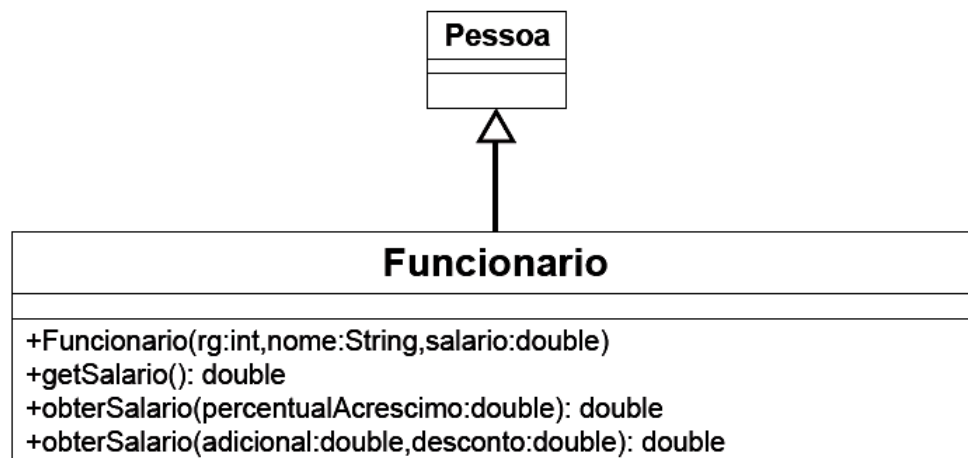 Pessoa
Funcionario
+Funcionario(rg:int,nome:String,salario:double)
+getSalario(): double
+obterSalario(percentualAcrescimo:double): double
+obterSalario(adicional:double,desconto:double): double